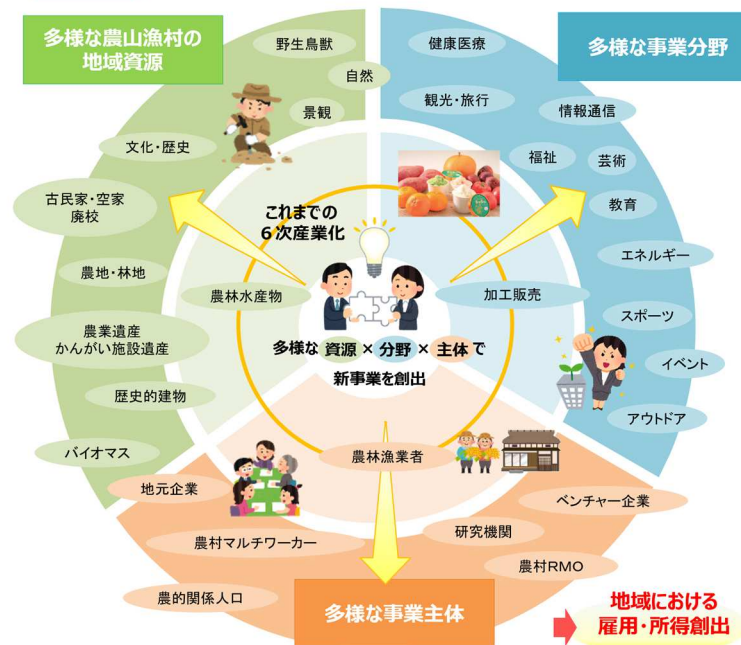 多様な農山漁村の
地域資源
野生鳥獣
自然
景観
文化・歴史
古民家・空家
廃校
農地・林地
農業遺産
かんがい施設遺産
歴史的建物
バイオマス
多様な事業分野
健康医療
観光・旅行
情報通信
福祉
芸術
教育
エネルギー
スポーツ
イベント
アウトドア
これまでの
6次産業化
農林水産物
加工販売
多様な資源×分野×主体で
新事業を創出
農林漁業者
地元企業
農村マルチワーカー
農的関係人口
ベンチャー企業
研究機関
農村RMO
多様な事業主体
地域における
雇用・所得創出